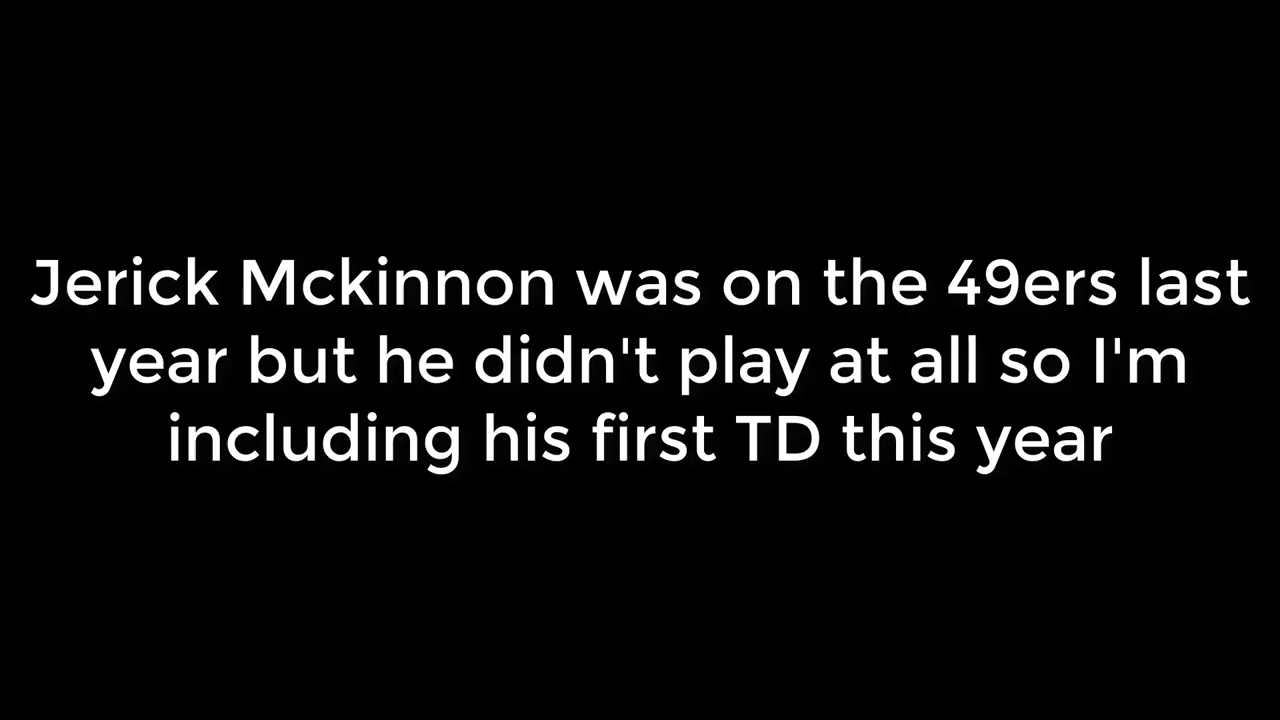 Jerick Mckinnon was on the 49ers last
year but he didn't play at all so I'm
including his first TD this year